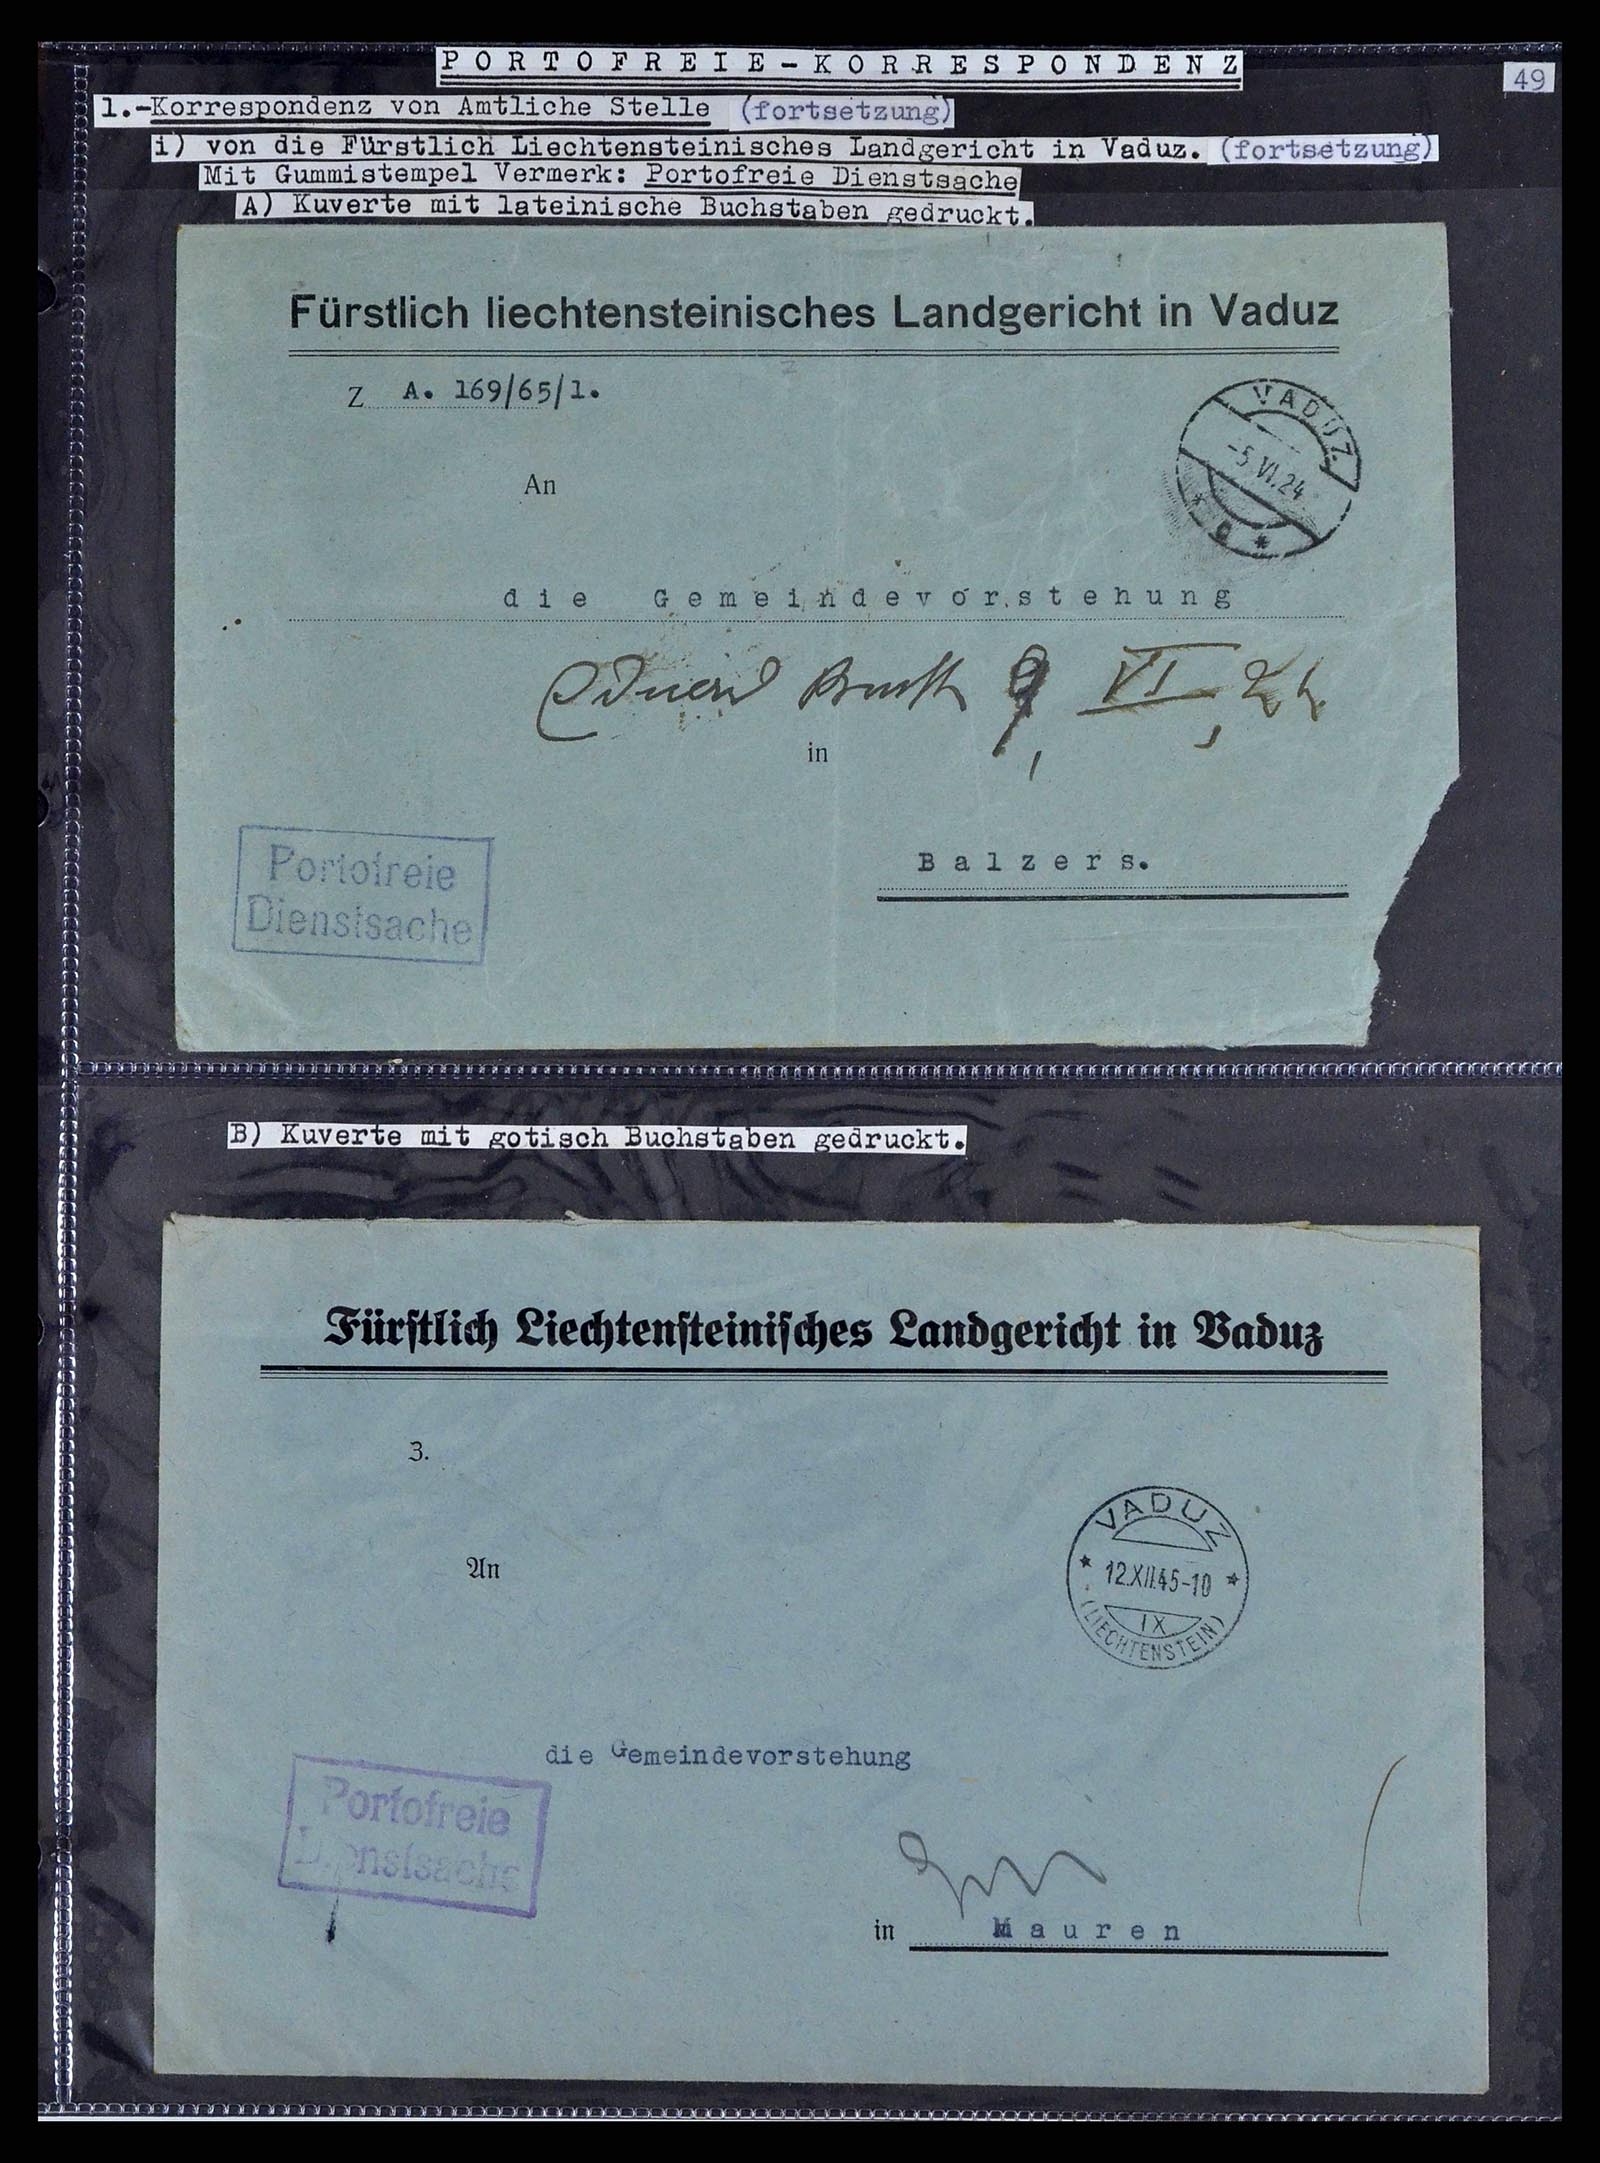 PORTOFREIE-KORRESPONDENZ
49
1.-Korrespondenz von Amtliche Stelle (fortsetzung)
i) von die Fürstlich Liechtensteinisches Landgericht in Vaduz. (fortsetzung)
Mit Gummistempel Vermerk: Portofreie Dienstsache
A) Kuverte mit lateinische Buchstaben gedruckt.
Fürstlich liechtensteinisches Landgericht in Vaduz
Z A. 169/65/1.
VADUZ
-5.VI.24
* a *
An
die Gemeindevorstehung
9, VI, 24
in
Balzers.
Portofreie
Dienstsache
B) Kuverte mit gotisch Buchstaben gedruckt.
Fürstlich Liechtensteinisches Landgericht in Vaduz
3.
VADUZ
* 12.XII.45-10 *
IX
(LIECHTENSTEIN)
An
die Gemeindevorstehung
Portofreie
Dienstsache
in Mauren